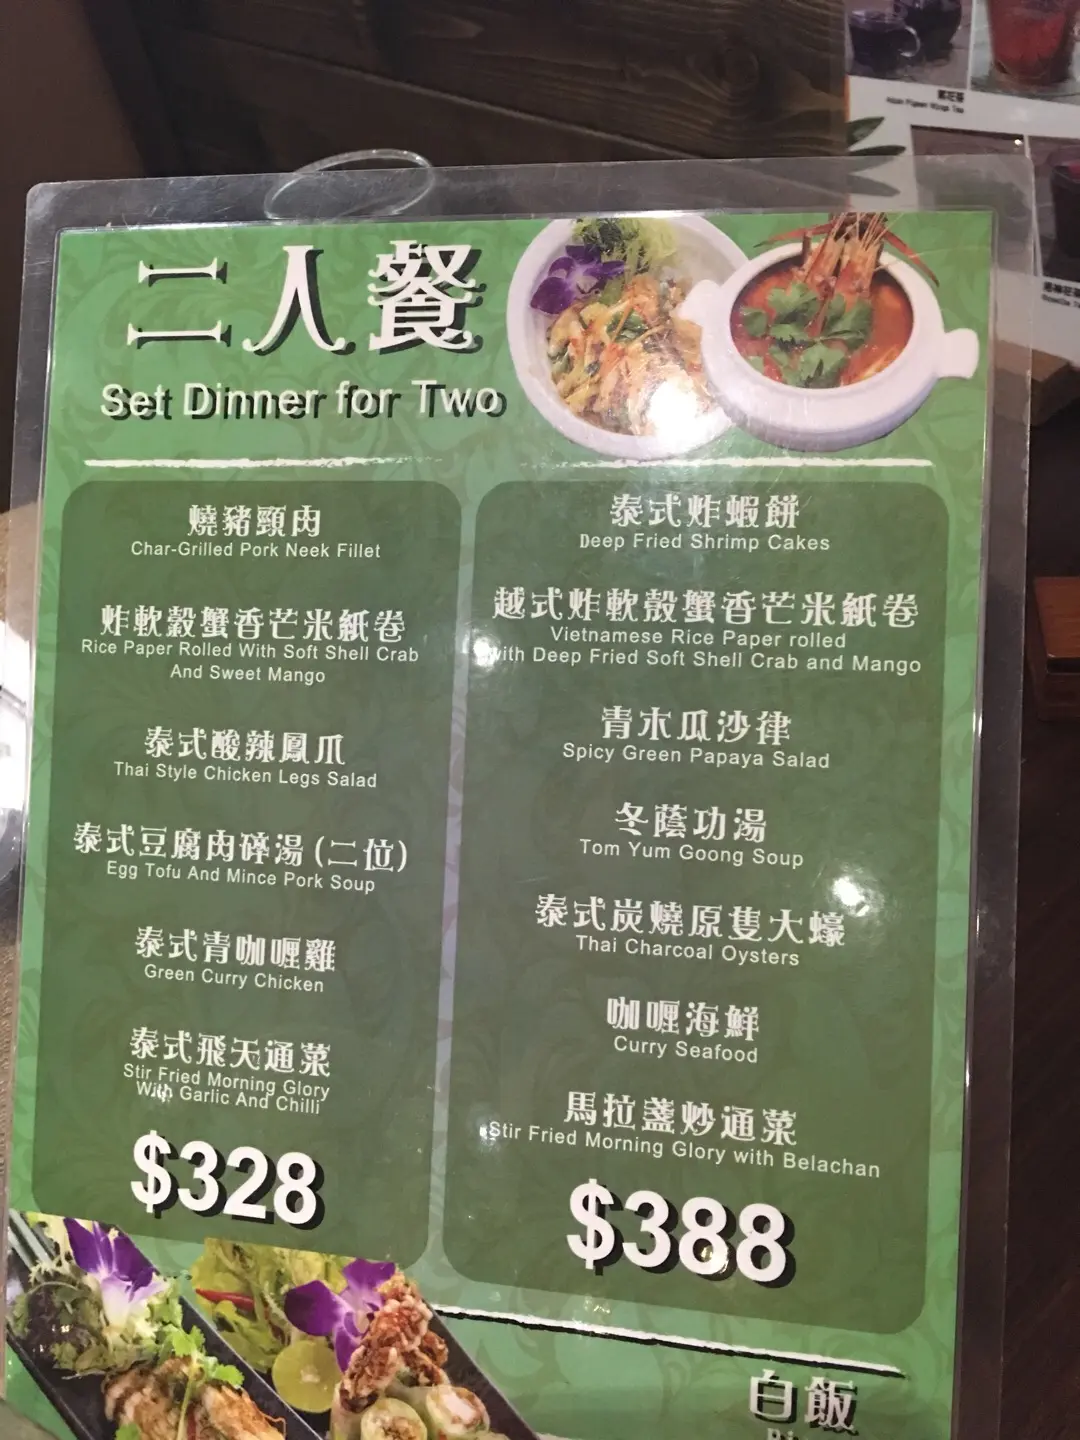 二人餐
Set Dinner for Two
燒豬頸肉
Char-Grilled Pork Neek Fillet
炸軟殼蟹香芒米紙卷
Rice Paper Rolled With Soft Shell Crab
And Sweet Mango
泰式酸辣鳳爪
Thai Style Chicken Legs Salad
泰式豆腐肉碎湯(二位)
Egg Tofu And Mince Pork Soup
泰式青咖喱雞
Green Curry Chicken
泰式飛天通菜
Stir Fried Morning Glory
With Garlic And Chilli
$328
泰式炸蝦餅
Deep Fried Shrimp Cakes
越式炸軟殼蟹香芒米紙卷
Vietnamese Rice Paper rolled
with Deep Fried Soft Shell Crab and Mango
青木瓜沙律
Spicy Green Papaya Salad
冬蔭功湯
Tom Yum Goong Soup
泰式炭燒原隻大蠔
Thai Charcoal Oysters
咖喱海鮮
Curry Seafood
馬拉盞炒通菜
Stir Fried Morning Glory with Belachan
$388
白飯